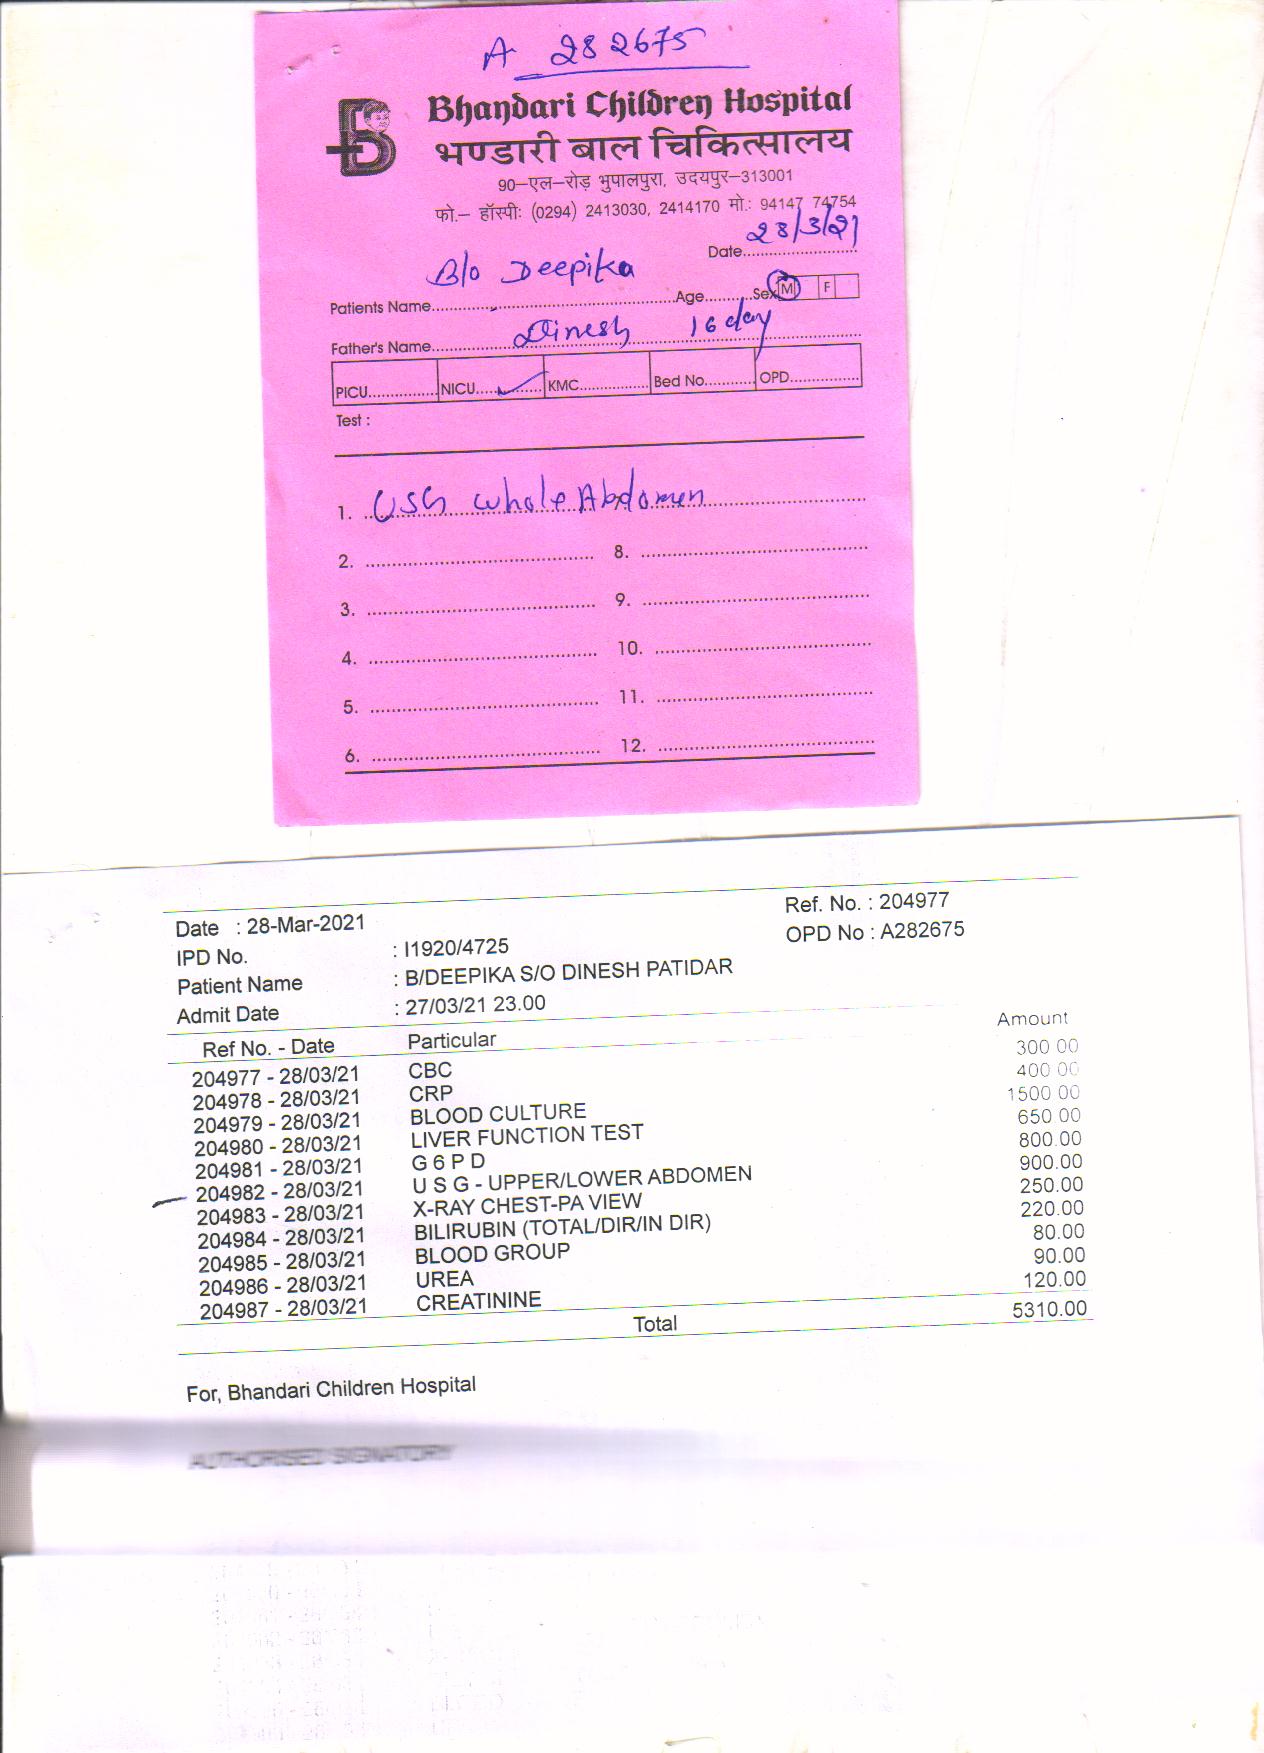 A 282675
Bhandari Children Hospital
भण्डारी बाल चिकित्सालय
90–एल–रोड़ भुपालपुरा, उदयपुर–313001
फो.– हॉस्पीः (0294) 2413030, 2414170 मो.: 94147 74754
Date 28/3/21
Patients Name B/o Deepika Age Sex M F
Father's Name Dinesh 16 day
PICU NICU ✓ KMC Bed No. OPD
Test :
1. USG whole Abdomen
2. 8.
3. 9.
4. 10.
5. 11.
6. 12.
Date : 28-Mar-2021 Ref. No. : 204977
IPD No. : I1920/4725 OPD No : A282675
Patient Name : B/DEEPIKA S/O DINESH PATIDAR
Admit Date : 27/03/21 23.00
Ref No. - Date Particular Amount
204977 - 28/03/21 CBC 300 00
204978 - 28/03/21 CRP 400 00
204979 - 28/03/21 BLOOD CULTURE 1500 00
204980 - 28/03/21 LIVER FUNCTION TEST 650 00
204981 - 28/03/21 G 6 P D 800.00
204982 - 28/03/21 U S G - UPPER/LOWER ABDOMEN 900.00
204983 - 28/03/21 X-RAY CHEST-PA VIEW 250.00
204984 - 28/03/21 BILIRUBIN (TOTAL/DIR/IN DIR) 220.00
204985 - 28/03/21 BLOOD GROUP 80.00
204986 - 28/03/21 UREA 90.00
204987 - 28/03/21 CREATININE 120.00
Total 5310.00
For, Bhandari Children Hospital
AUTHORISED SIGNATORY